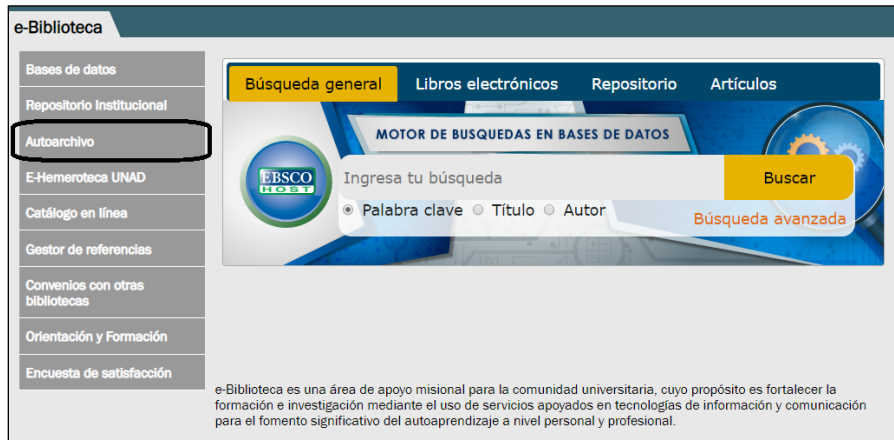 e-Biblioteca
Bases de datos
Repositorio Institucional
Autoarchivo
E-Hemeroteca UNAD
Catálogo en línea
Gestor de referencias
Convenios con otras
bibliotecas
Orientación y Formación
Encuesta de satisfacción
Búsqueda general Libros electrónicos Repositorio Artículos
MOTOR DE BUSQUEDAS EN BASES DE DATOS
EBSCO
HOST
Ingresa tu búsqueda Buscar
Palabra clave Título Autor
Búsqueda avanzada
e-Biblioteca es una área de apoyo misional para la comunidad universitaria, cuyo propósito es fortalecer la
formación e investigación mediante el uso de servicios apoyados en tecnologías de información y comunicación
para el fomento significativo del autoaprendizaje a nivel personal y profesional.